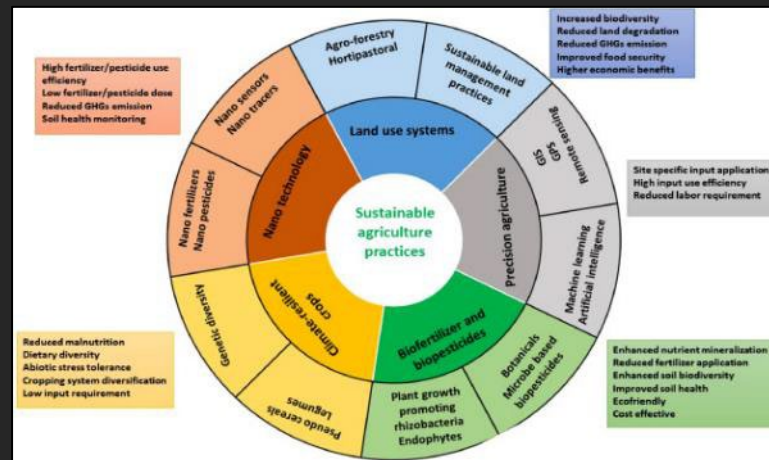 Sustainable
agriculture
practices
Land use systems
Agro-forestry
Hortipastoral
Sustainable land
management
practices
Increased biodiversity
Reduced land degradation
Reduced GHGs emission
Improved food security
Higher economic benefits
Precision agriculture
Remote sensing
GPS
GIS
Machine learning
Artificial intelligence
Site specific input application
High input use efficiency
Reduced labor requirement
Biofertilizer and
biopesticides
Botanicals
Microbe based
biopesticides
Plant growth
promoting
rhizobacteria
Endophytes
Enhanced nutrient mineralization
Reduced fertilizer application
Enhanced soil biodiversity
Improved soil health
Ecofriendly
Cost effective
Climate-resilient
crops
Pseudo cereals
Legumes
Genetic diversity
Reduced malnutrition
Dietary diversity
Abiotic stress tolerance
Cropping system diversification
Low input requirement
Nano technology
Nano fertilizers
Nano pesticides
Nano sensors
Nano tracers
High fertilizer/pesticide use
efficiency
Low fertilizer/pesticide dose
Reduced GHGs emission
Soil health monitoring